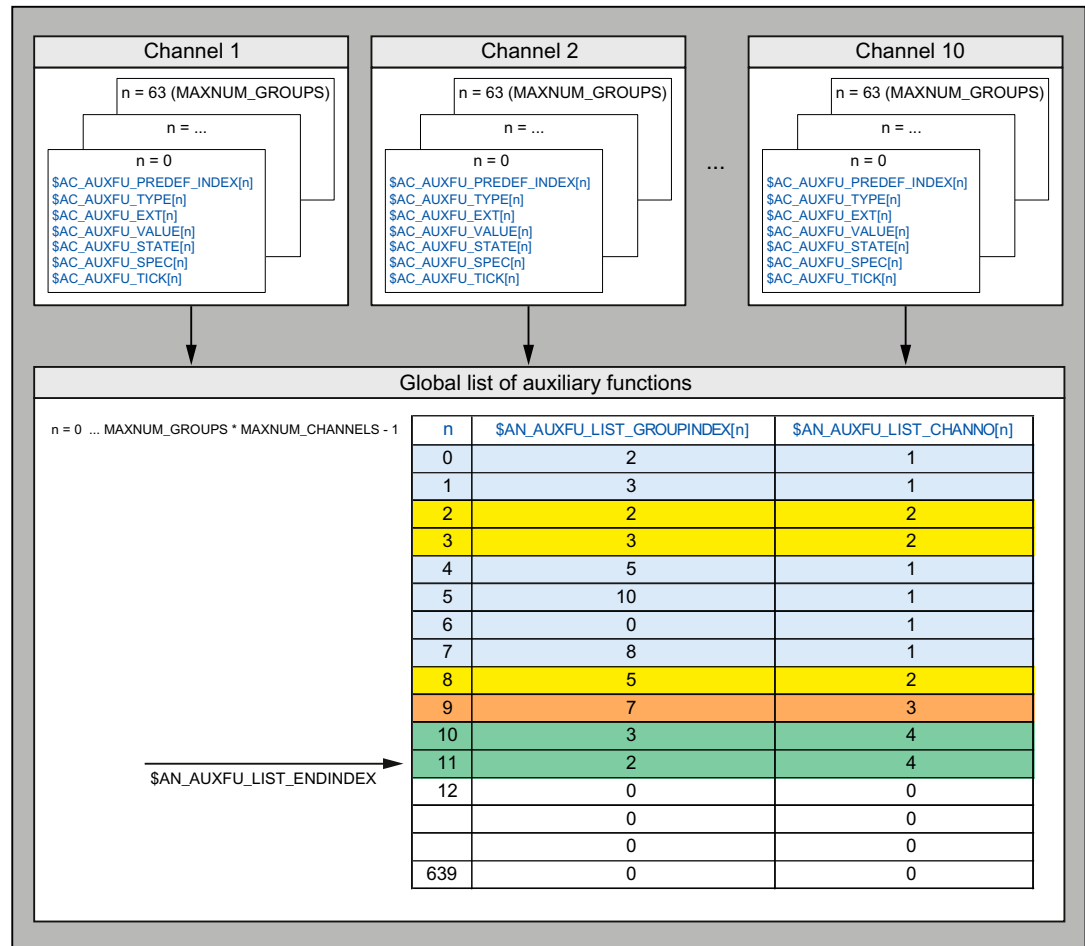 Channel 1
n = 63 (MAXNUM_GROUPS)
n = ...
n = 0
$AC_AUXFU_PREDEF_INDEX[n]
$AC_AUXFU_TYPE[n]
$AC_AUXFU_EXT[n]
$AC_AUXFU_VALUE[n]
$AC_AUXFU_STATE[n]
$AC_AUXFU_SPEC[n]
$AC_AUXFU_TICK[n]
Channel 2
n = 63 (MAXNUM_GROUPS)
n = ...
n = 0
$AC_AUXFU_PREDEF_INDEX[n]
$AC_AUXFU_TYPE[n]
$AC_AUXFU_EXT[n]
$AC_AUXFU_VALUE[n]
$AC_AUXFU_STATE[n]
$AC_AUXFU_SPEC[n]
$AC_AUXFU_TICK[n]
...
Channel 10
n = 63 (MAXNUM_GROUPS)
n = ...
n = 0
$AC_AUXFU_PREDEF_INDEX[n]
$AC_AUXFU_TYPE[n]
$AC_AUXFU_EXT[n]
$AC_AUXFU_VALUE[n]
$AC_AUXFU_STATE[n]
$AC_AUXFU_SPEC[n]
$AC_AUXFU_TICK[n]
Global list of auxiliary functions
n = 0 ... MAXNUM_GROUPS * MAXNUM_CHANNELS - 1
n $AN_AUXFU_LIST_GROUPINDEX[n] $AN_AUXFU_LIST_CHANNO[n]
0 2 1
1 3 1
2 2 2
3 3 2
4 5 1
5 10 1
6 0 1
7 8 1
8 5 2
9 7 3
10 3 4
11 2 4
$AN_AUXFU_LIST_ENDINDEX
12 0 0
0 0
0 0
639 0 0